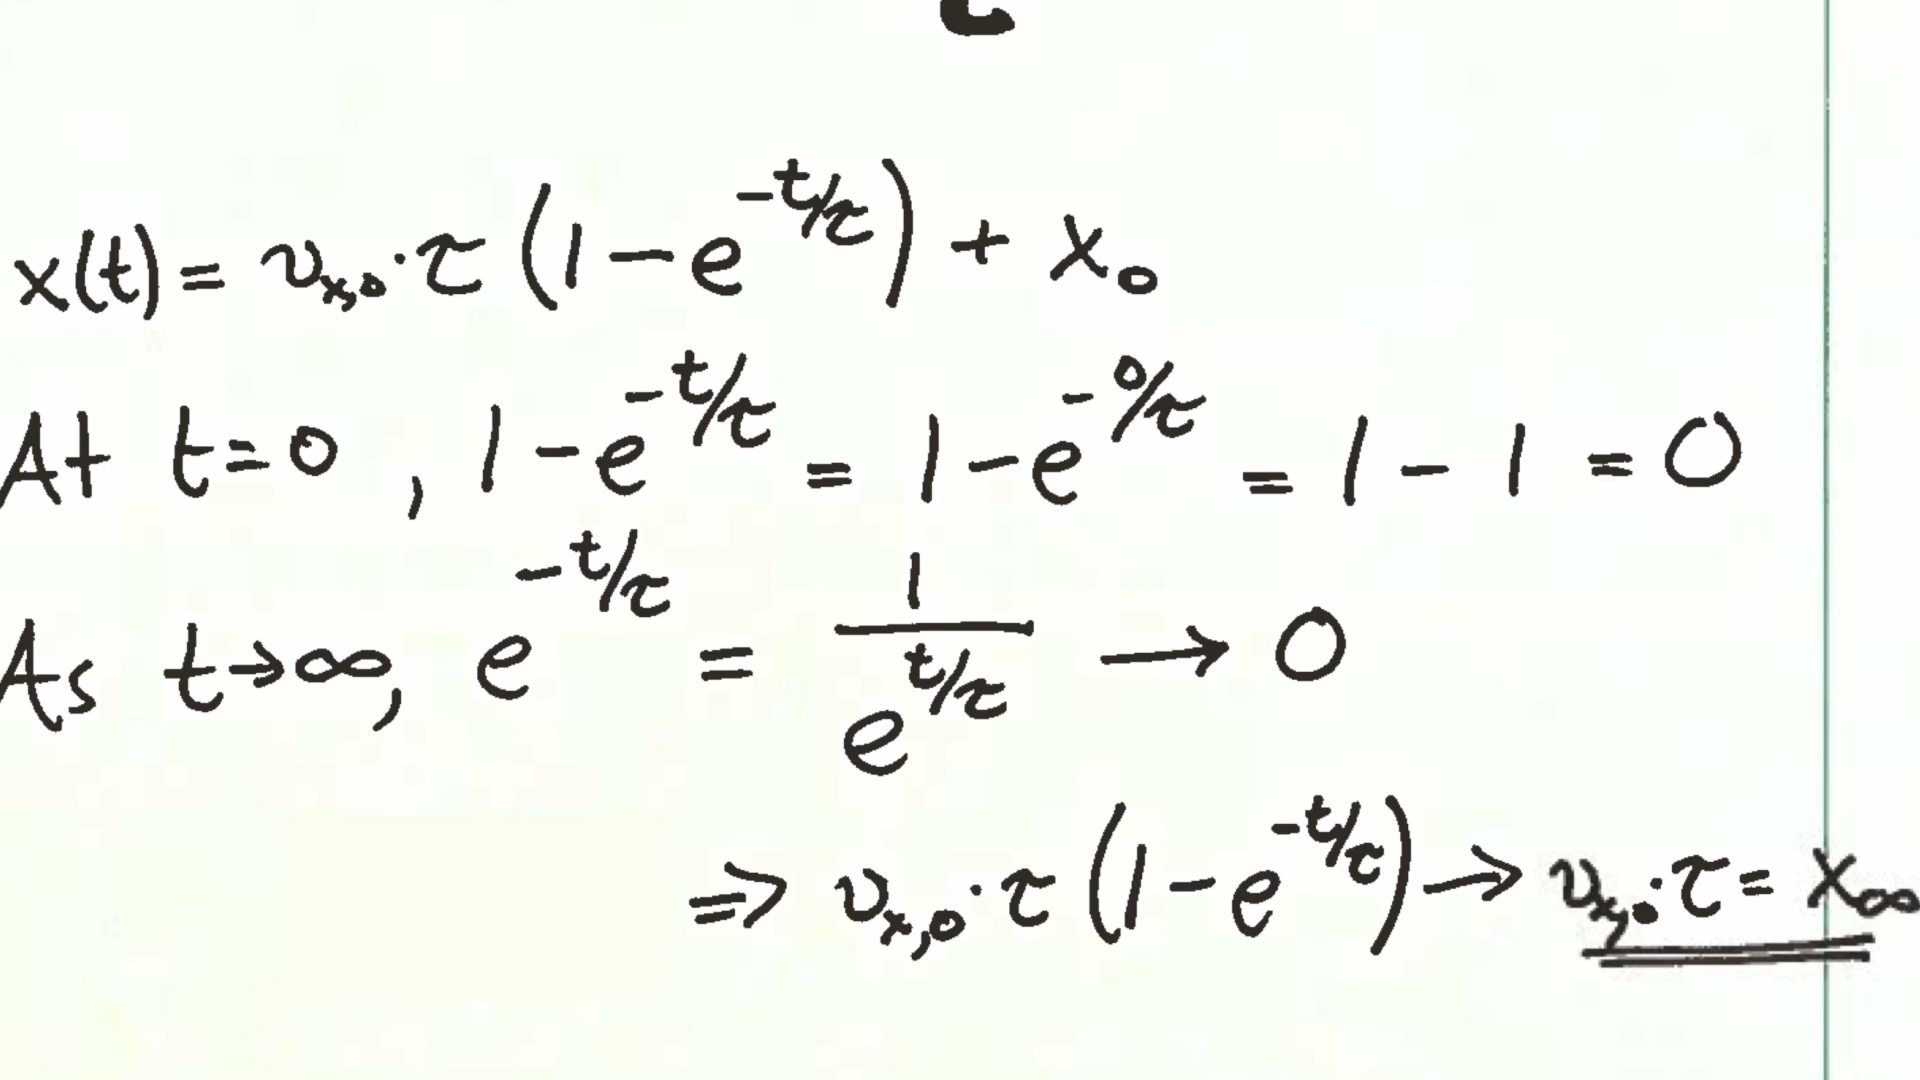 x(t) = v_{x,0}·τ (1 - e^{-t/τ}) + x_0
At t=0, 1 - e^{-t/τ} = 1 - e^{-0/τ} = 1 - 1 = 0
As t→∞, e^{-t/τ} = 1/e^{t/τ} → 0
⇒ v_{x,0}·τ (1 - e^{-t/τ}) → v_{x,0}·τ = x_∞